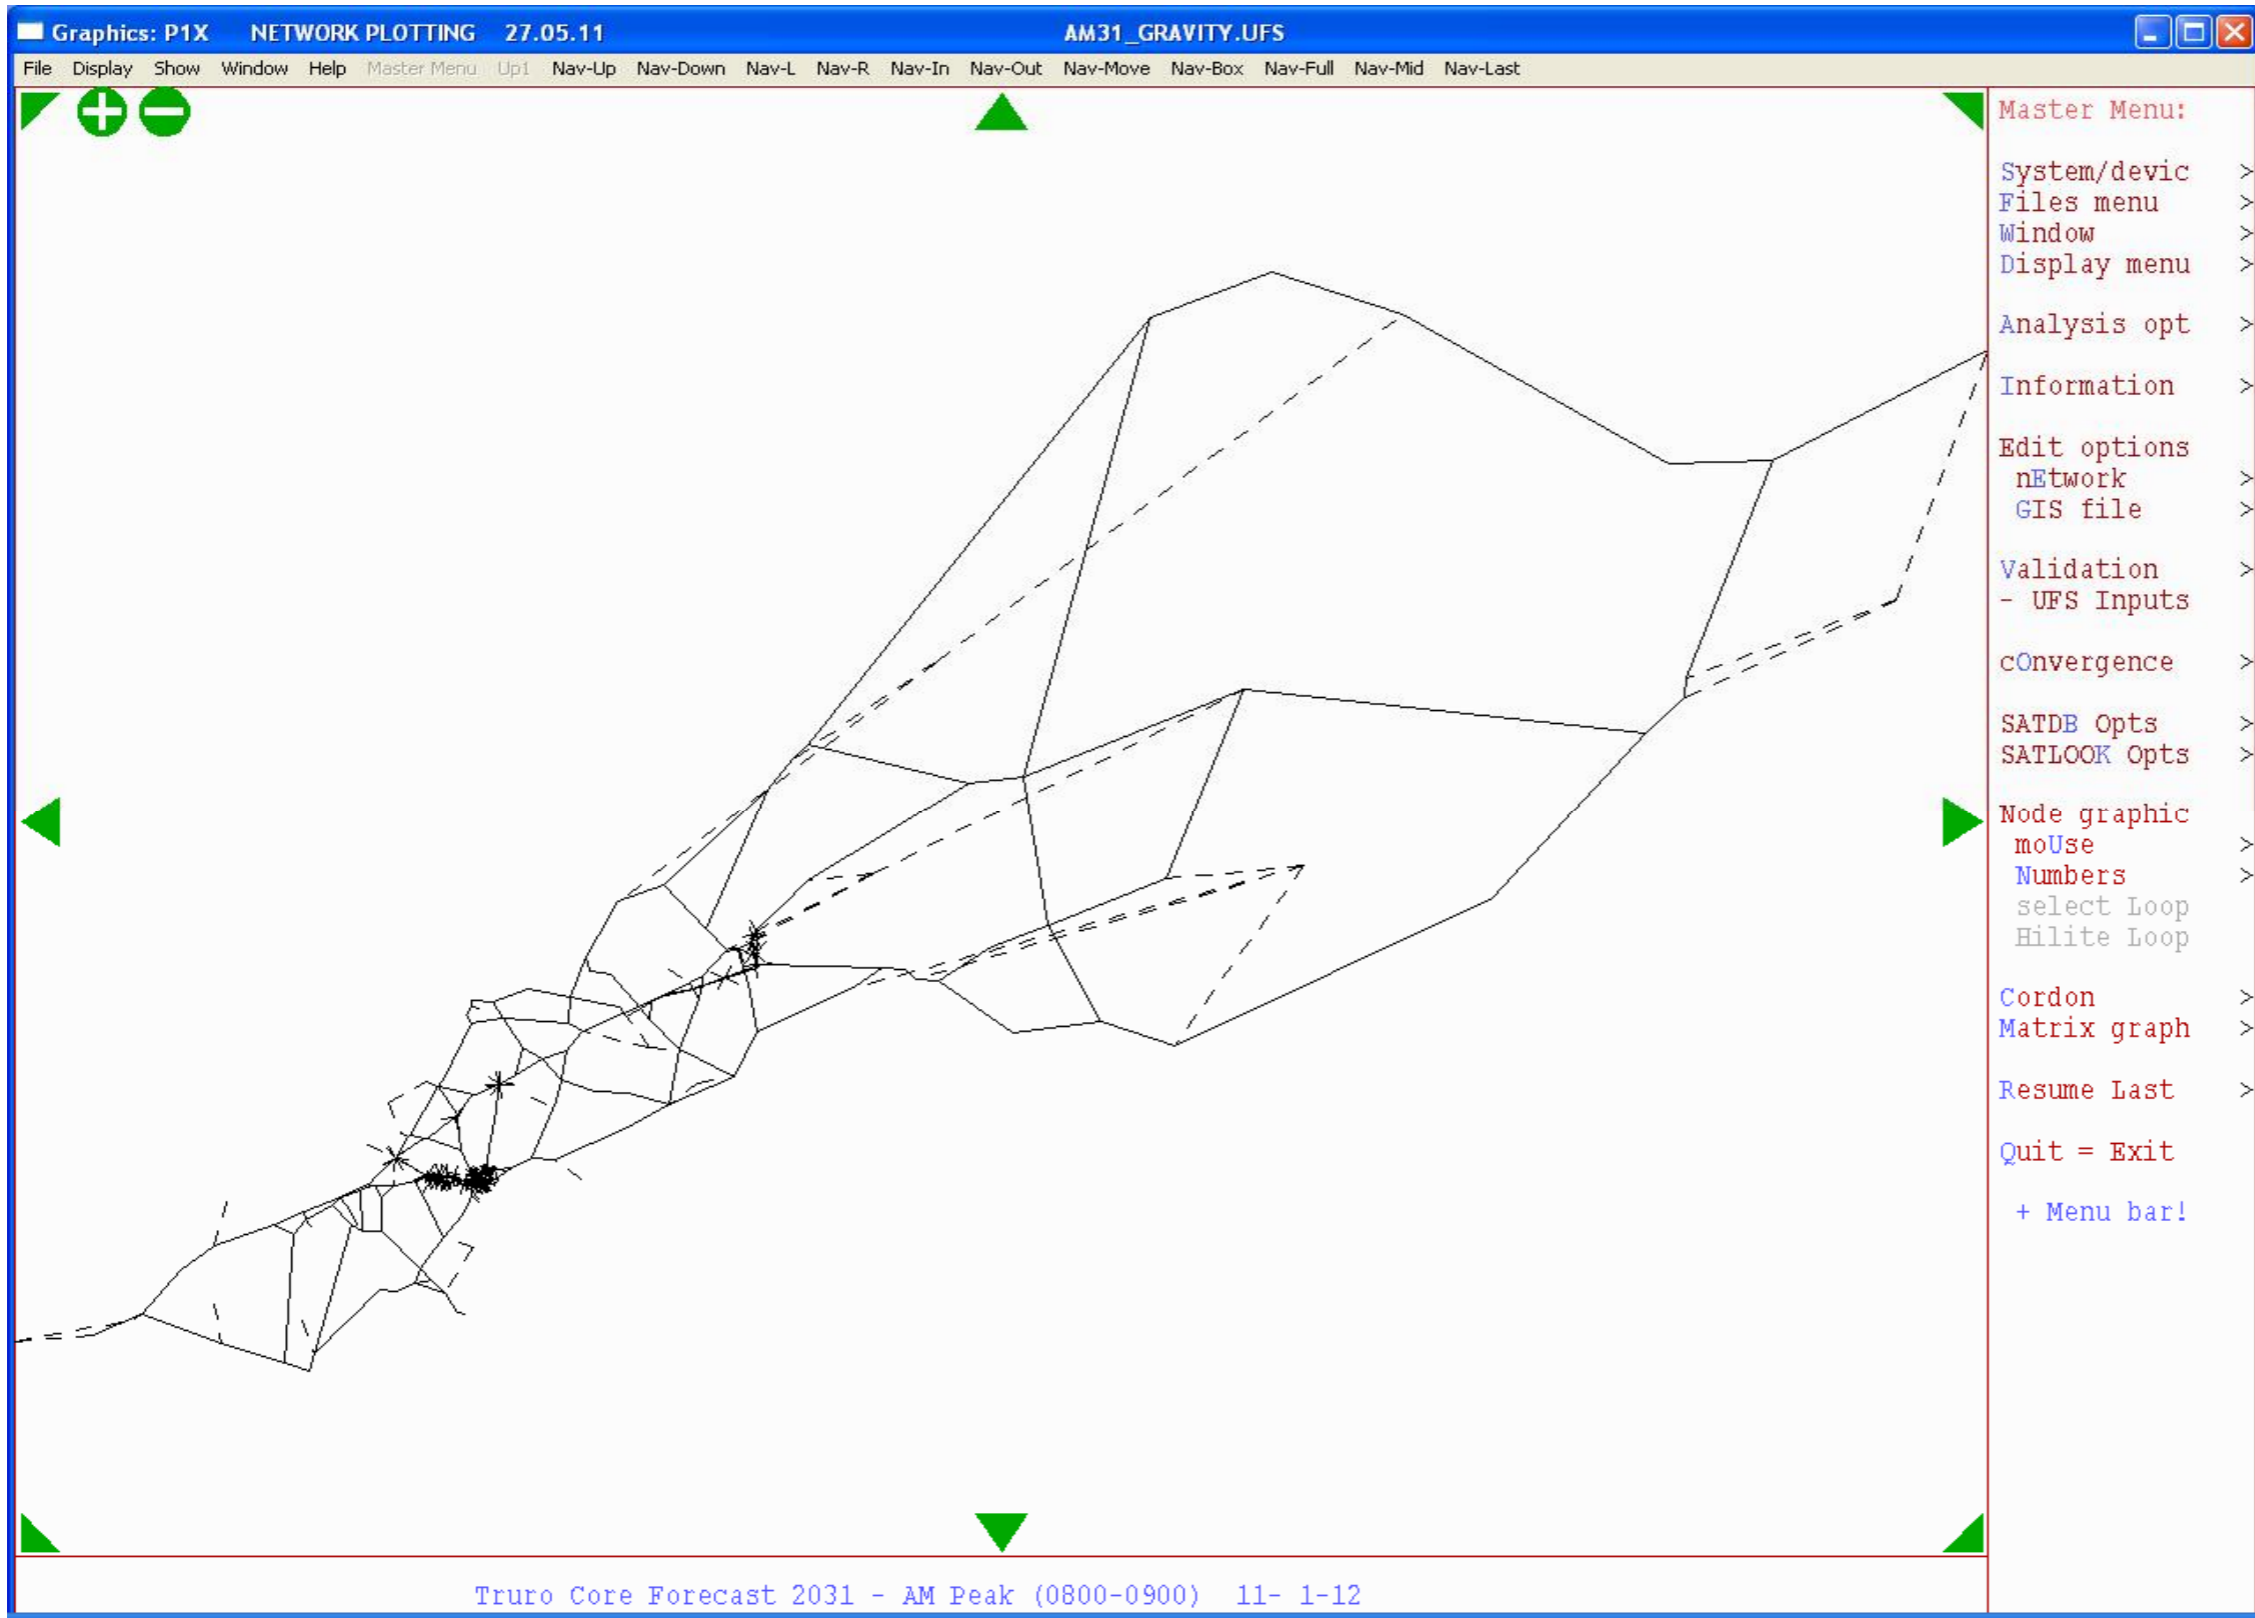 Graphics: P1X NETWORK PLOTTING 27.05.11 AM31_GRAVITY.UFS
File Display Show Window Help Master Menu Up1 Nav-Up Nav-Down Nav-L Nav-R Nav-In Nav-Out Nav-Move Nav-Box Nav-Full Nav-Mid Nav-Last
Master Menu:
System/devic >
Files menu >
Window >
Display menu >
Analysis opt >
Information >
Edit options
nEtwork >
GIS file >
Validation >
- UFS Inputs
cOnvergence >
SATDB Opts >
SATLOOK Opts >
Node graphic
moUse >
Numbers >
select Loop
Hilite Loop
Cordon >
Matrix graph >
Resume Last >
Quit = Exit
+ Menu bar!
Truro Core Forecast 2031 - AM Peak (0800-0900) 11- 1-12